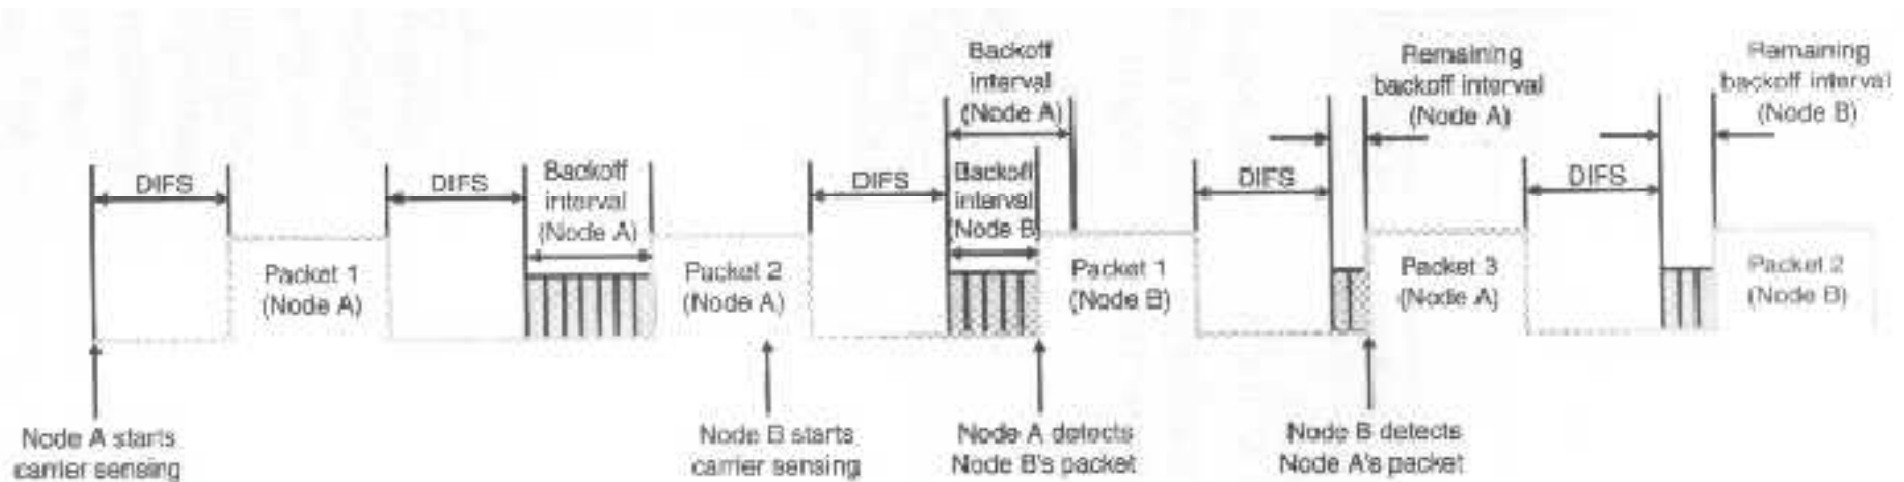 DIFS
Packet 1
(Node A)
DIFS
Backoff
interval
(Node A)
Packet 2
(Node A)
DIFS
Backoff
interval
(Node A)
Backoff
interval
(Node B)
Packet 1
(Node B)
DIFS
Remaining
backoff interval
(Node A)
Packet 3
(Node A)
DIFS
Remaining
backoff interval
(Node B)
Packet 2
(Node B)
Node A starts
carrier sensing
Node B starts
carrier sensing
Node A detects
Node B's packet
Node B detects
Node A's packet